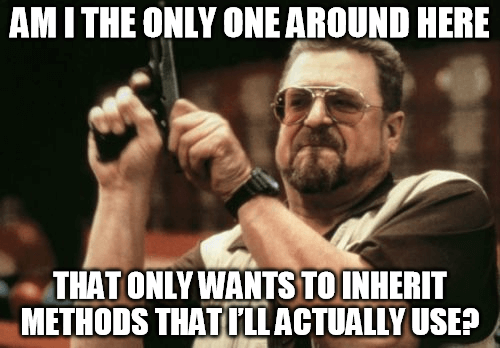 AM I THE ONLY ONE AROUND HERE
THAT ONLY WANTS TO INHERIT
METHODS THAT I'LL ACTUALLY USE?